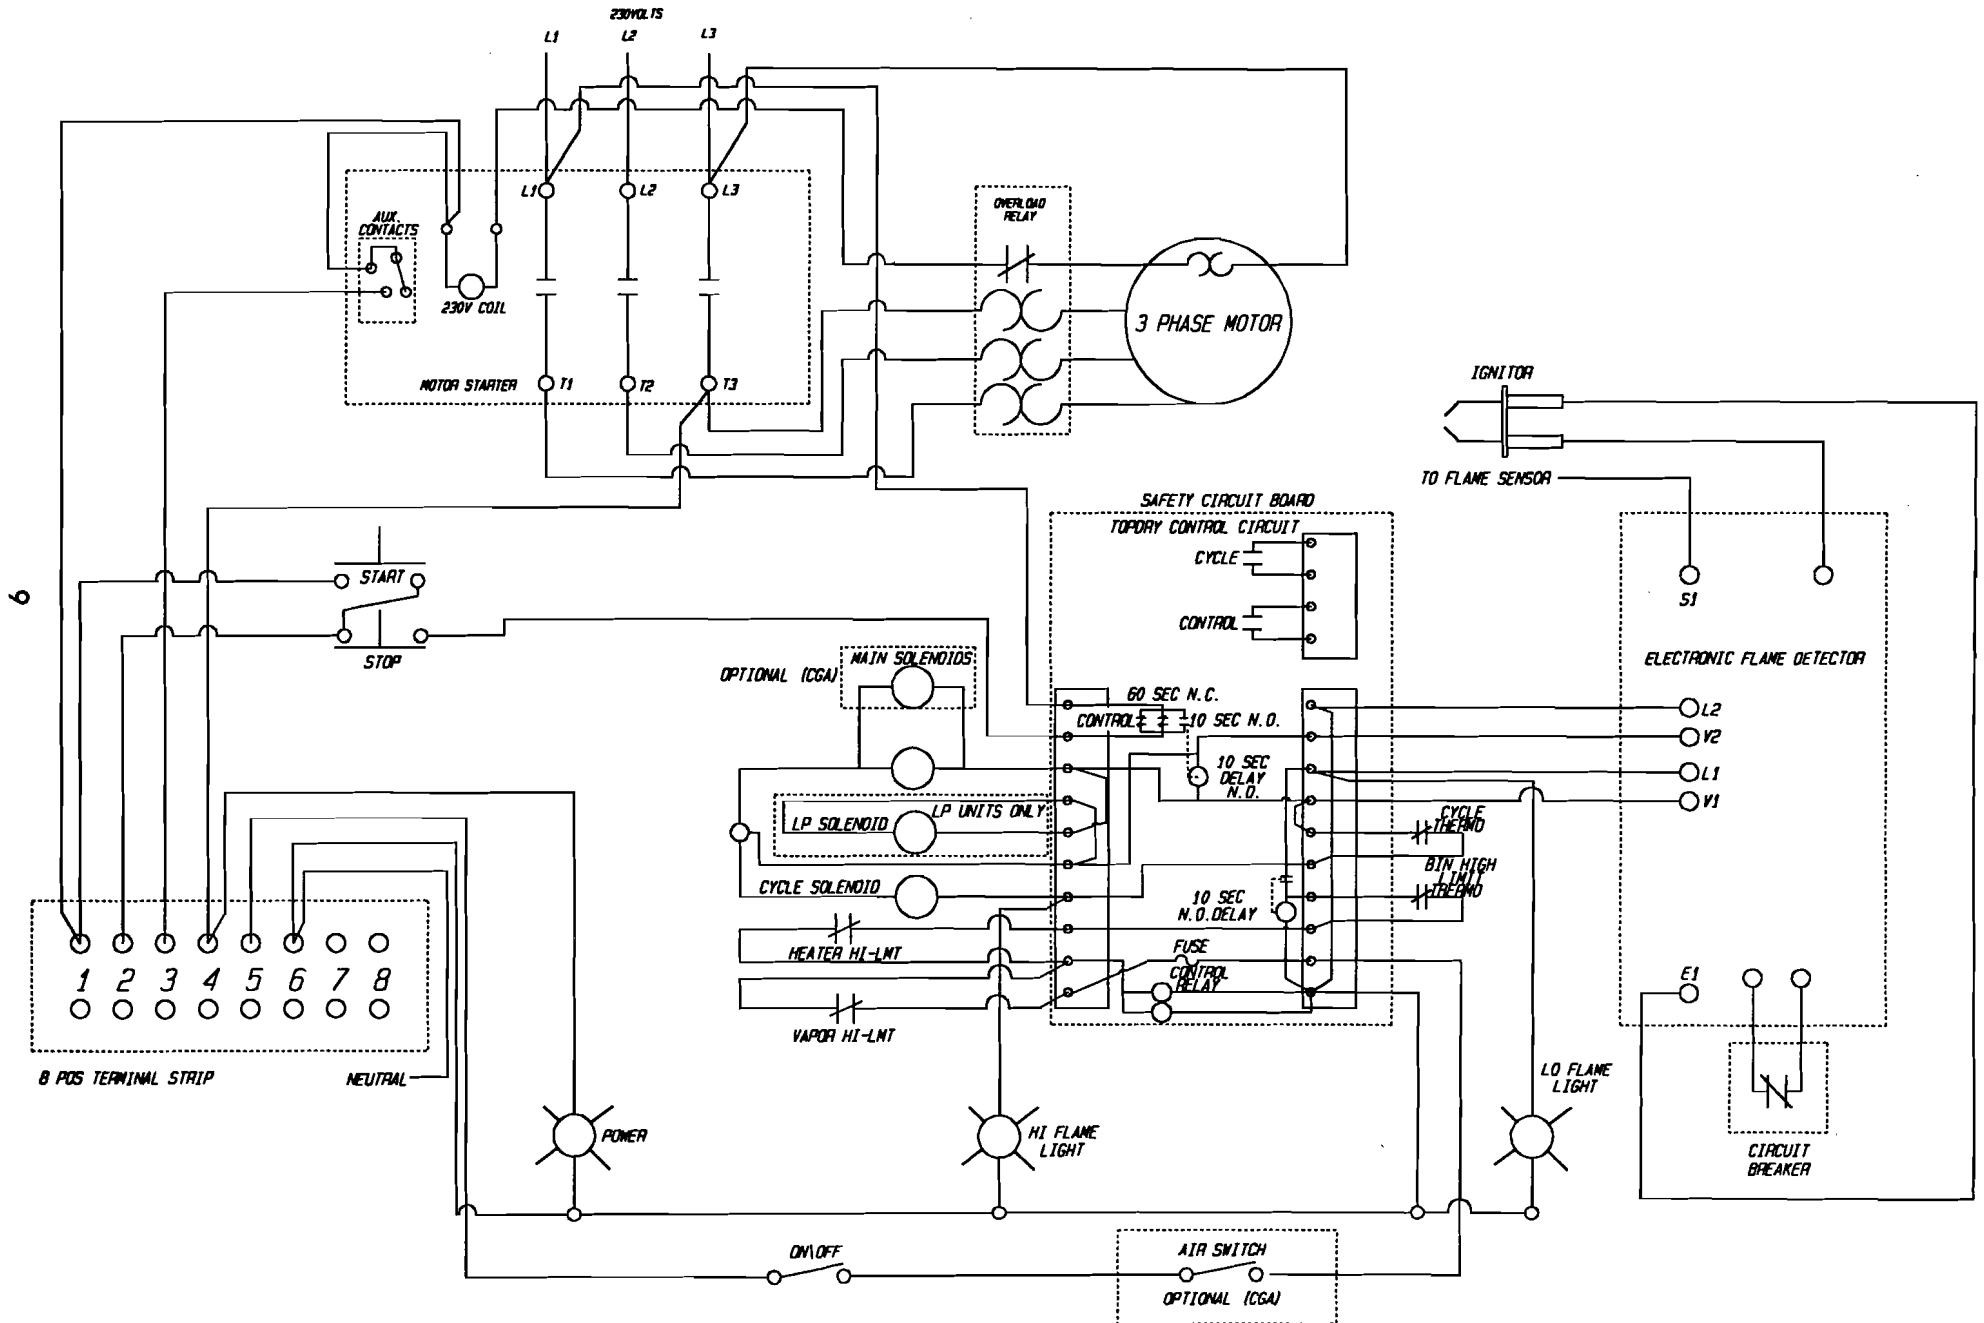 230VOLTS
L1 L2 L3
L1 L2 L3
AUX.
CONTACTS
230V COIL
MOTOR STARTER
T1 T2 T3
OVERLOAD
RELAY
3 PHASE MOTOR
IGNITOR
TO FLAME SENSOR
SAFETY CIRCUIT BOARD
TOPDRY CONTROL CIRCUIT
CYCLE
CONTROL
START
STOP
6
S1
ELECTRONIC FLAME DETECTOR
L2
V2
L1
V1
E1
CIRCUIT
BREAKER
OPTIONAL (CGA)
MAIN SOLENOIDS
LP UNITS ONLY
LP SOLENOID
CYCLE SOLENOID
HEATER HI-LMT
VAPOR HI-LMT
60 SEC N.C.
CONTROL
10 SEC N.O.
10 SEC
DELAY
N.O.
10 SEC
N.O.DELAY
FUSE
CONTROL
RELAY
CYCLE
THERMO
BIN HIGH
LIMIT
THERMO
1 2 3 4 5 6 7 8
8 POS TERMINAL STRIP
NEUTRAL
POWER
HI FLAME
LIGHT
LO FLAME
LIGHT
ON\OFF
AIR SWITCH
OPTIONAL (CGA)